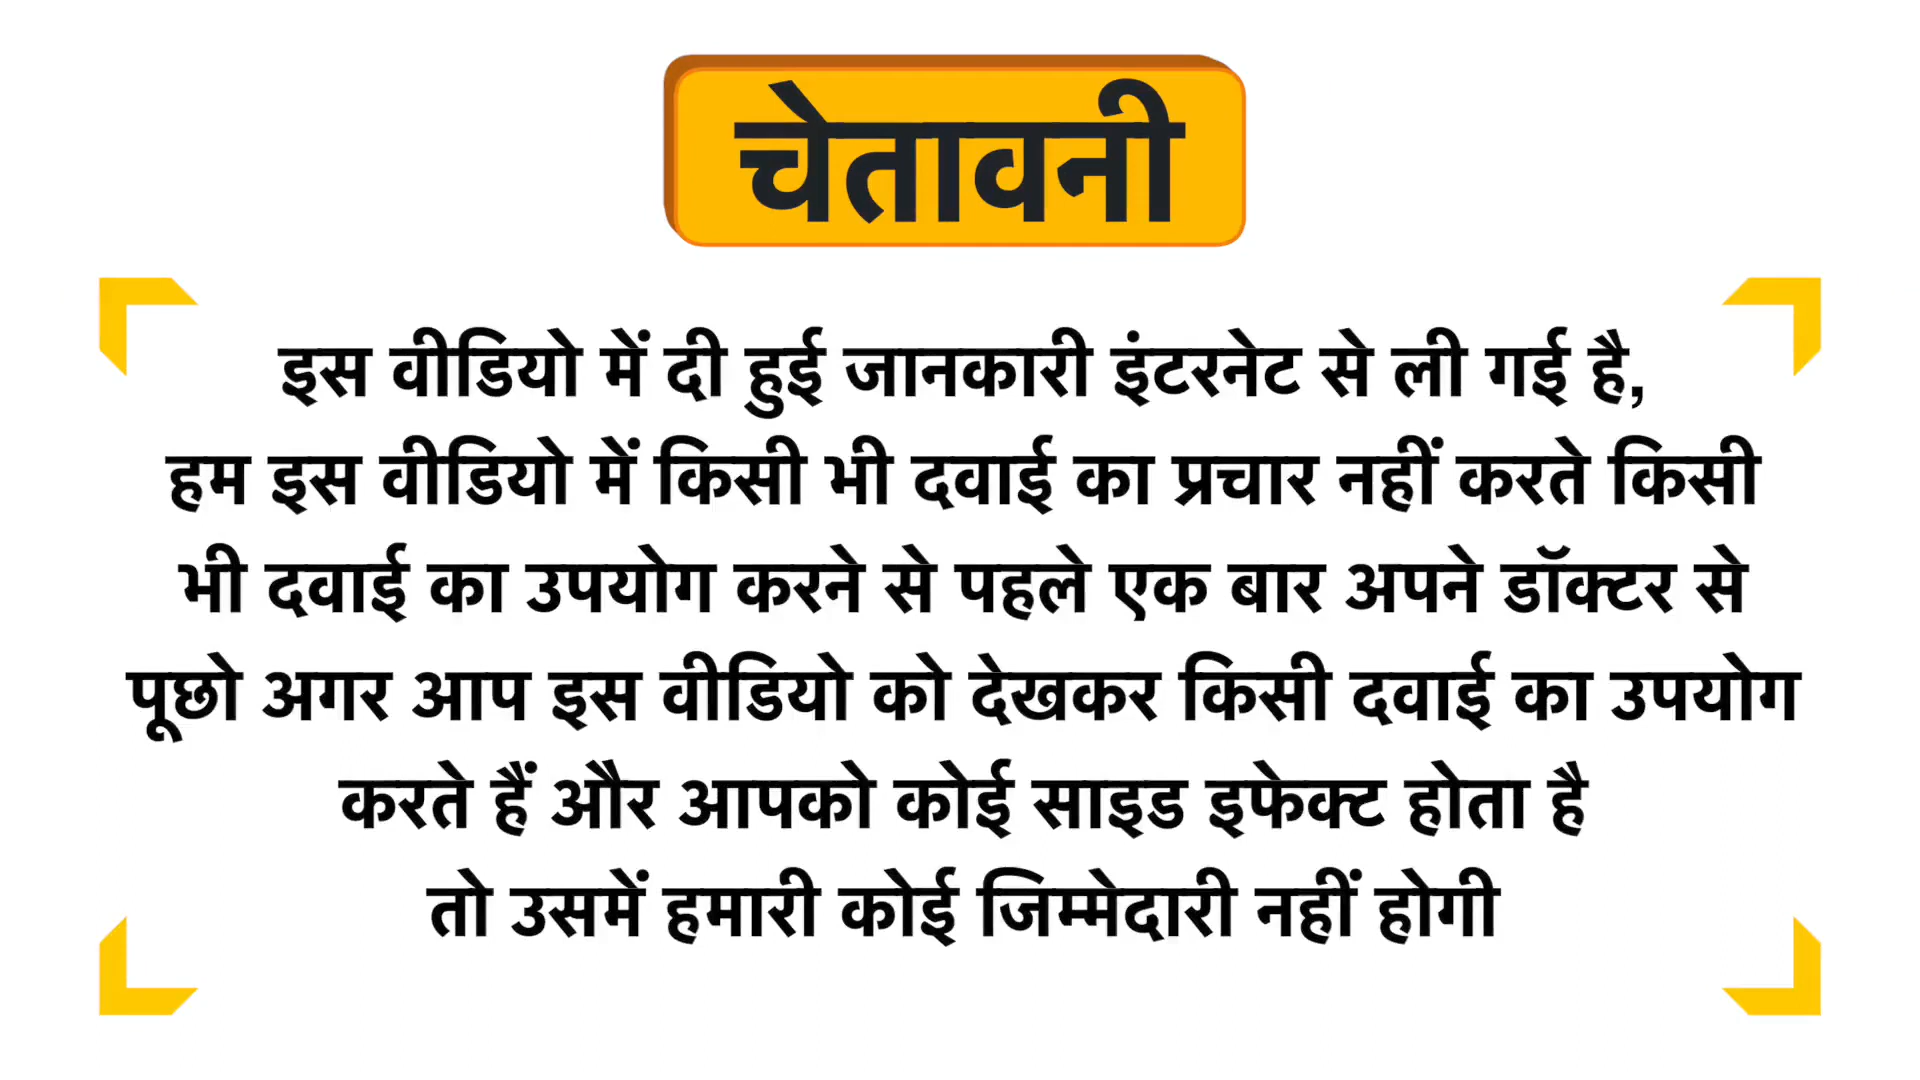 चेतावनी
इस वीडियो में दी हुई जानकारी इंटरनेट से ली गई है,
हम इस वीडियो में किसी भी दवाई का प्रचार नहीं करते किसी
भी दवाई का उपयोग करने से पहले एक बार अपने डॉक्टर से
पूछो अगर आप इस वीडियो को देखकर किसी दवाई का उपयोग
करते हैं और आपको कोई साइड इफेक्ट होता है
तो उसमें हमारी कोई जिम्मेदारी नहीं होगी